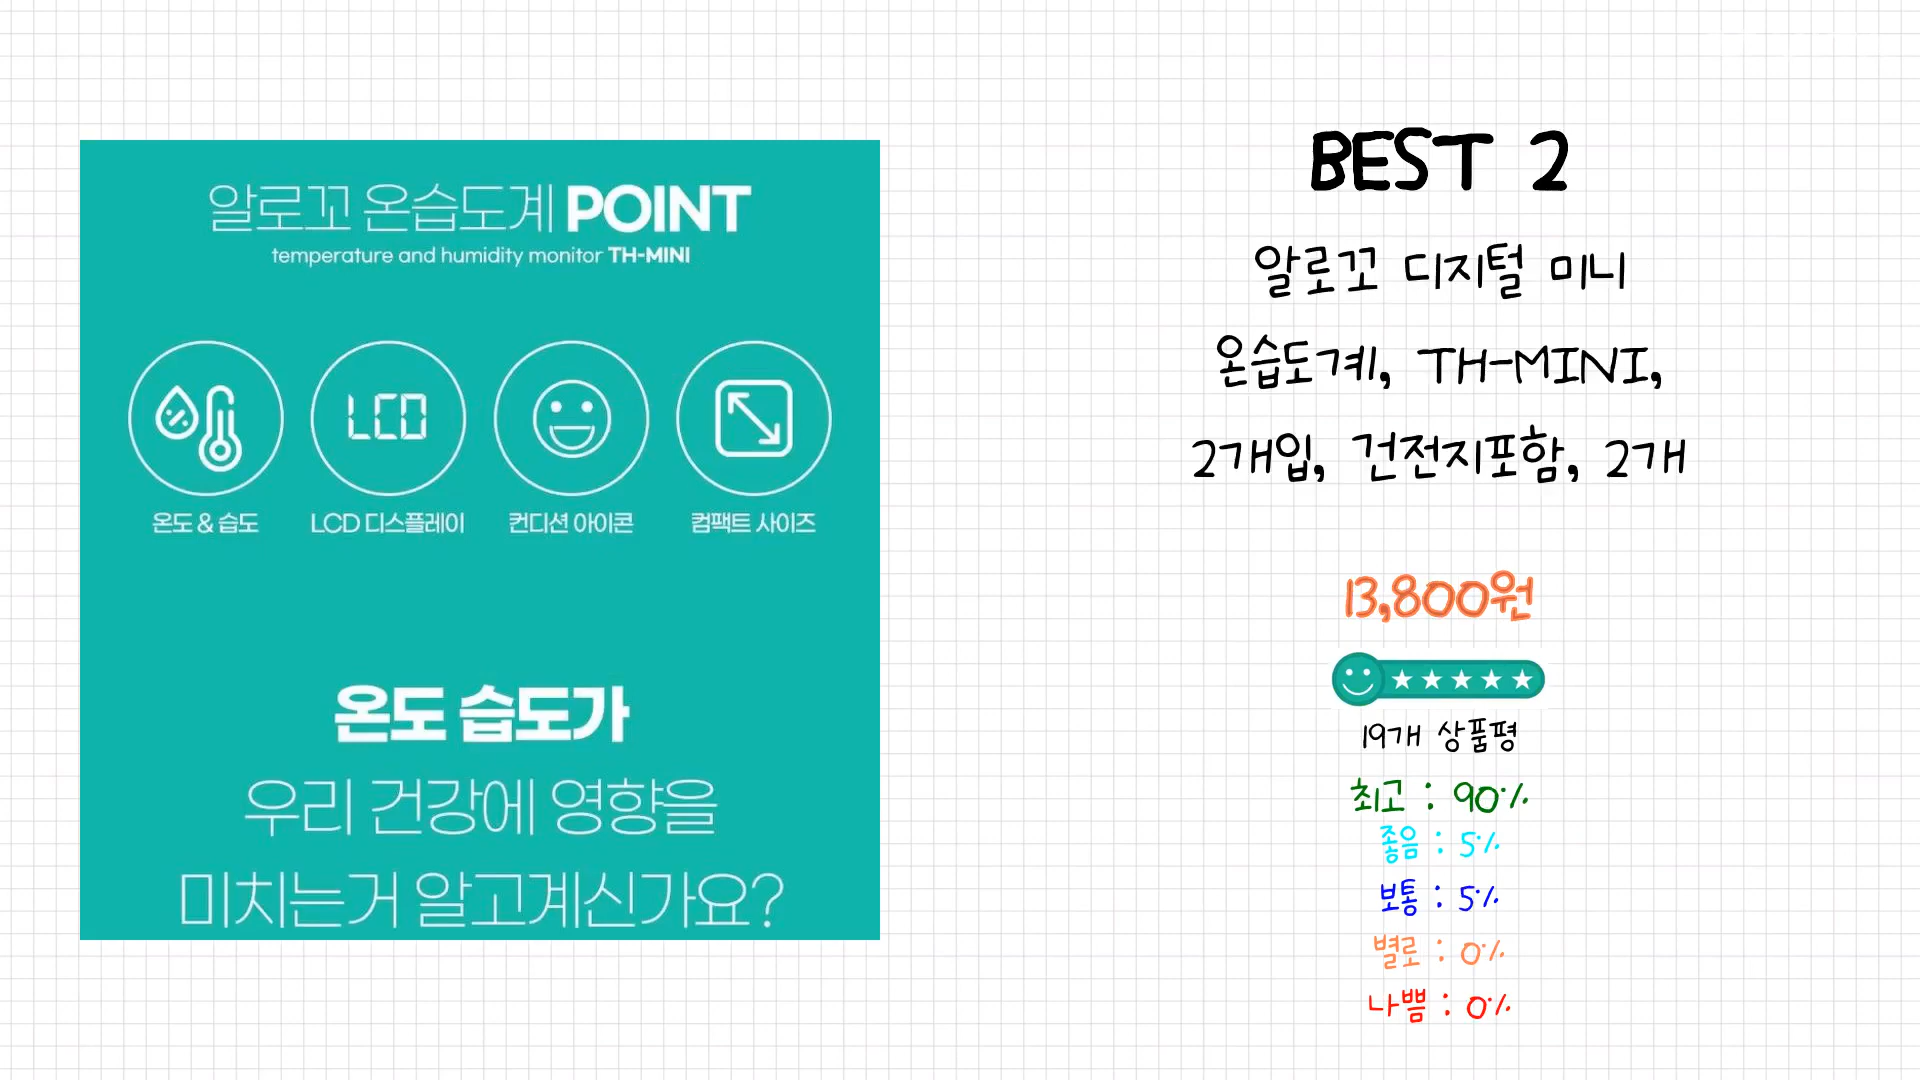 알로꼬 온습도계 POINT
temperature and humidity monitor TH-MINI
LCD
온도 & 습도
LCD 디스플레이
컨디션 아이콘
컴팩트 사이즈
온도 습도가
우리 건강에 영향을
미치는거 알고계신가요?
BEST 2
알로꼬 디지털 미니
온습도계, TH-MINI,
2개입, 건전지포함, 2개
13,800원
19개 상품평
최고 : 90%
좋음 : 5%
보통 : 5%
별로 : 0%
나쁨 : 0%